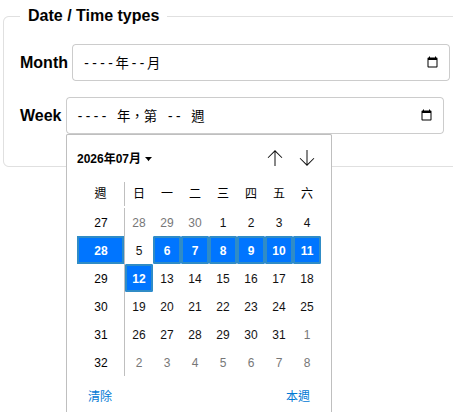 Date / Time types
Month ----年--月
Week ---- 年，第 -- 週
2026年07月
週 日 一 二 三 四 五 六
27 28 29 30 1 2 3 4
28 5 6 7 8 9 10 11
29 12 13 14 15 16 17 18
30 19 20 21 22 23 24 25
31 26 27 28 29 30 31 1
32 2 3 4 5 6 7 8
清除 本週